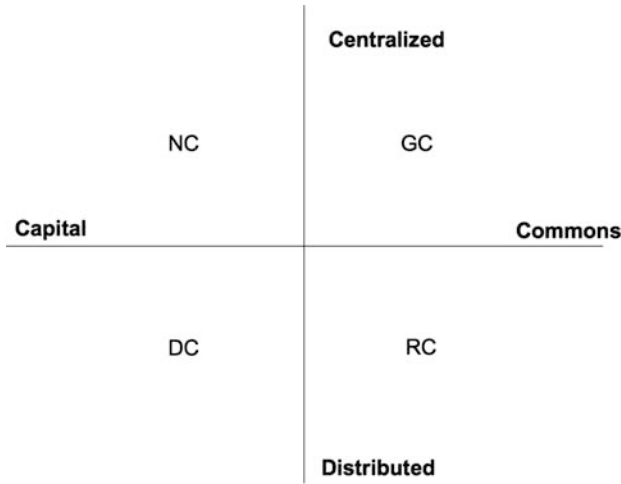 Centralized
NC
GC
Capital
Commons
DC
RC
Distributed